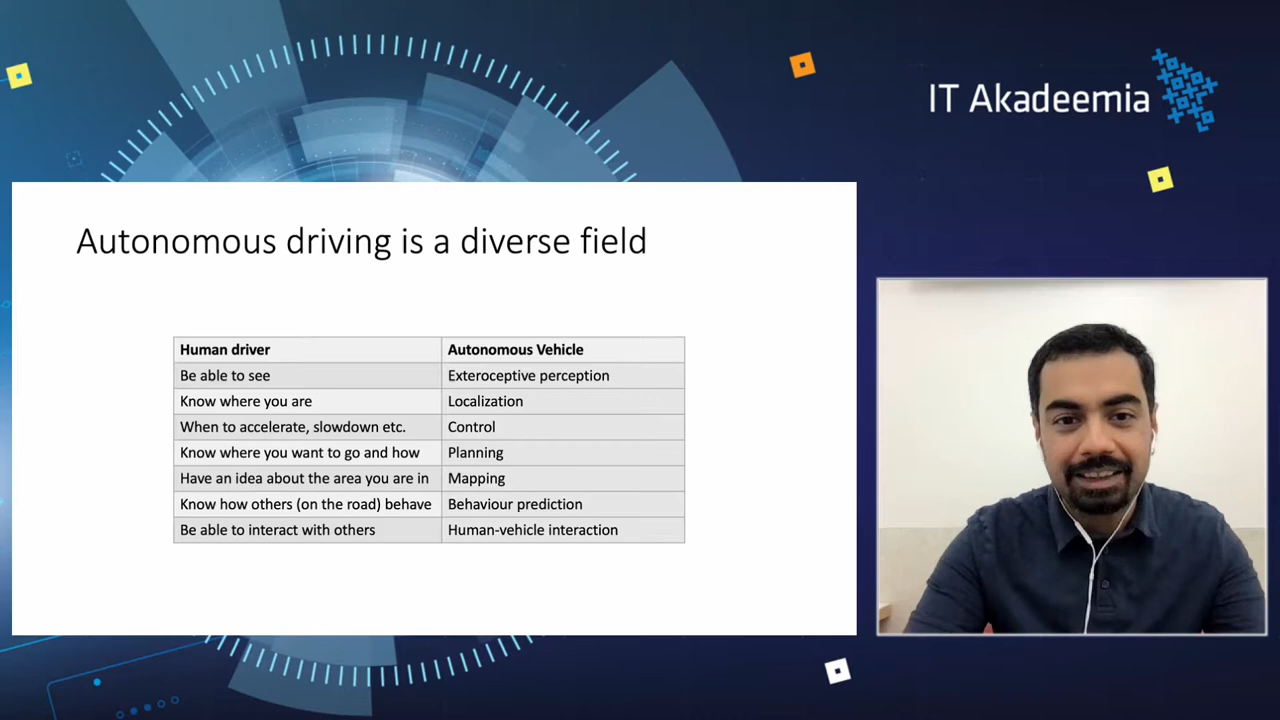 IT Akadeemia
Autonomous driving is a diverse field
Human driver Autonomous Vehicle
Be able to see Exteroceptive perception
Know where you are Localization
When to accelerate, slowdown etc. Control
Know where you want to go and how Planning
Have an idea about the area you are in Mapping
Know how others (on the road) behave Behaviour prediction
Be able to interact with others Human-vehicle interaction